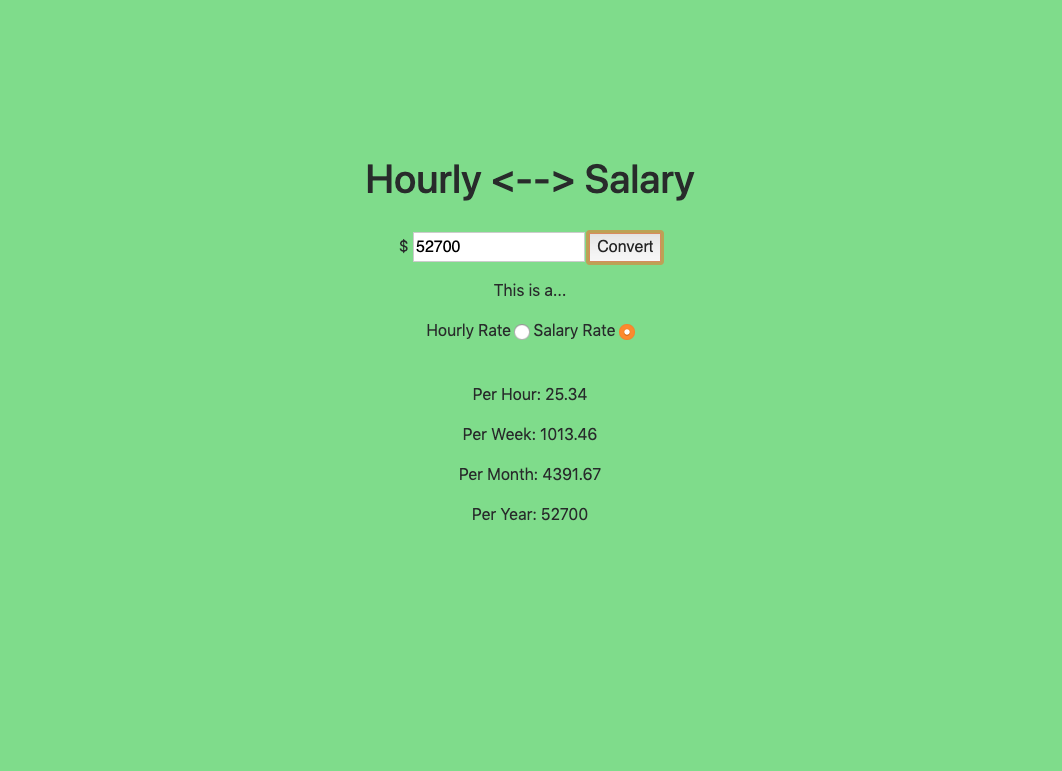 Hourly <--> Salary
$ 52700 Convert
This is a...
Hourly Rate Salary Rate
Per Hour: 25.34
Per Week: 1013.46
Per Month: 4391.67
Per Year: 52700